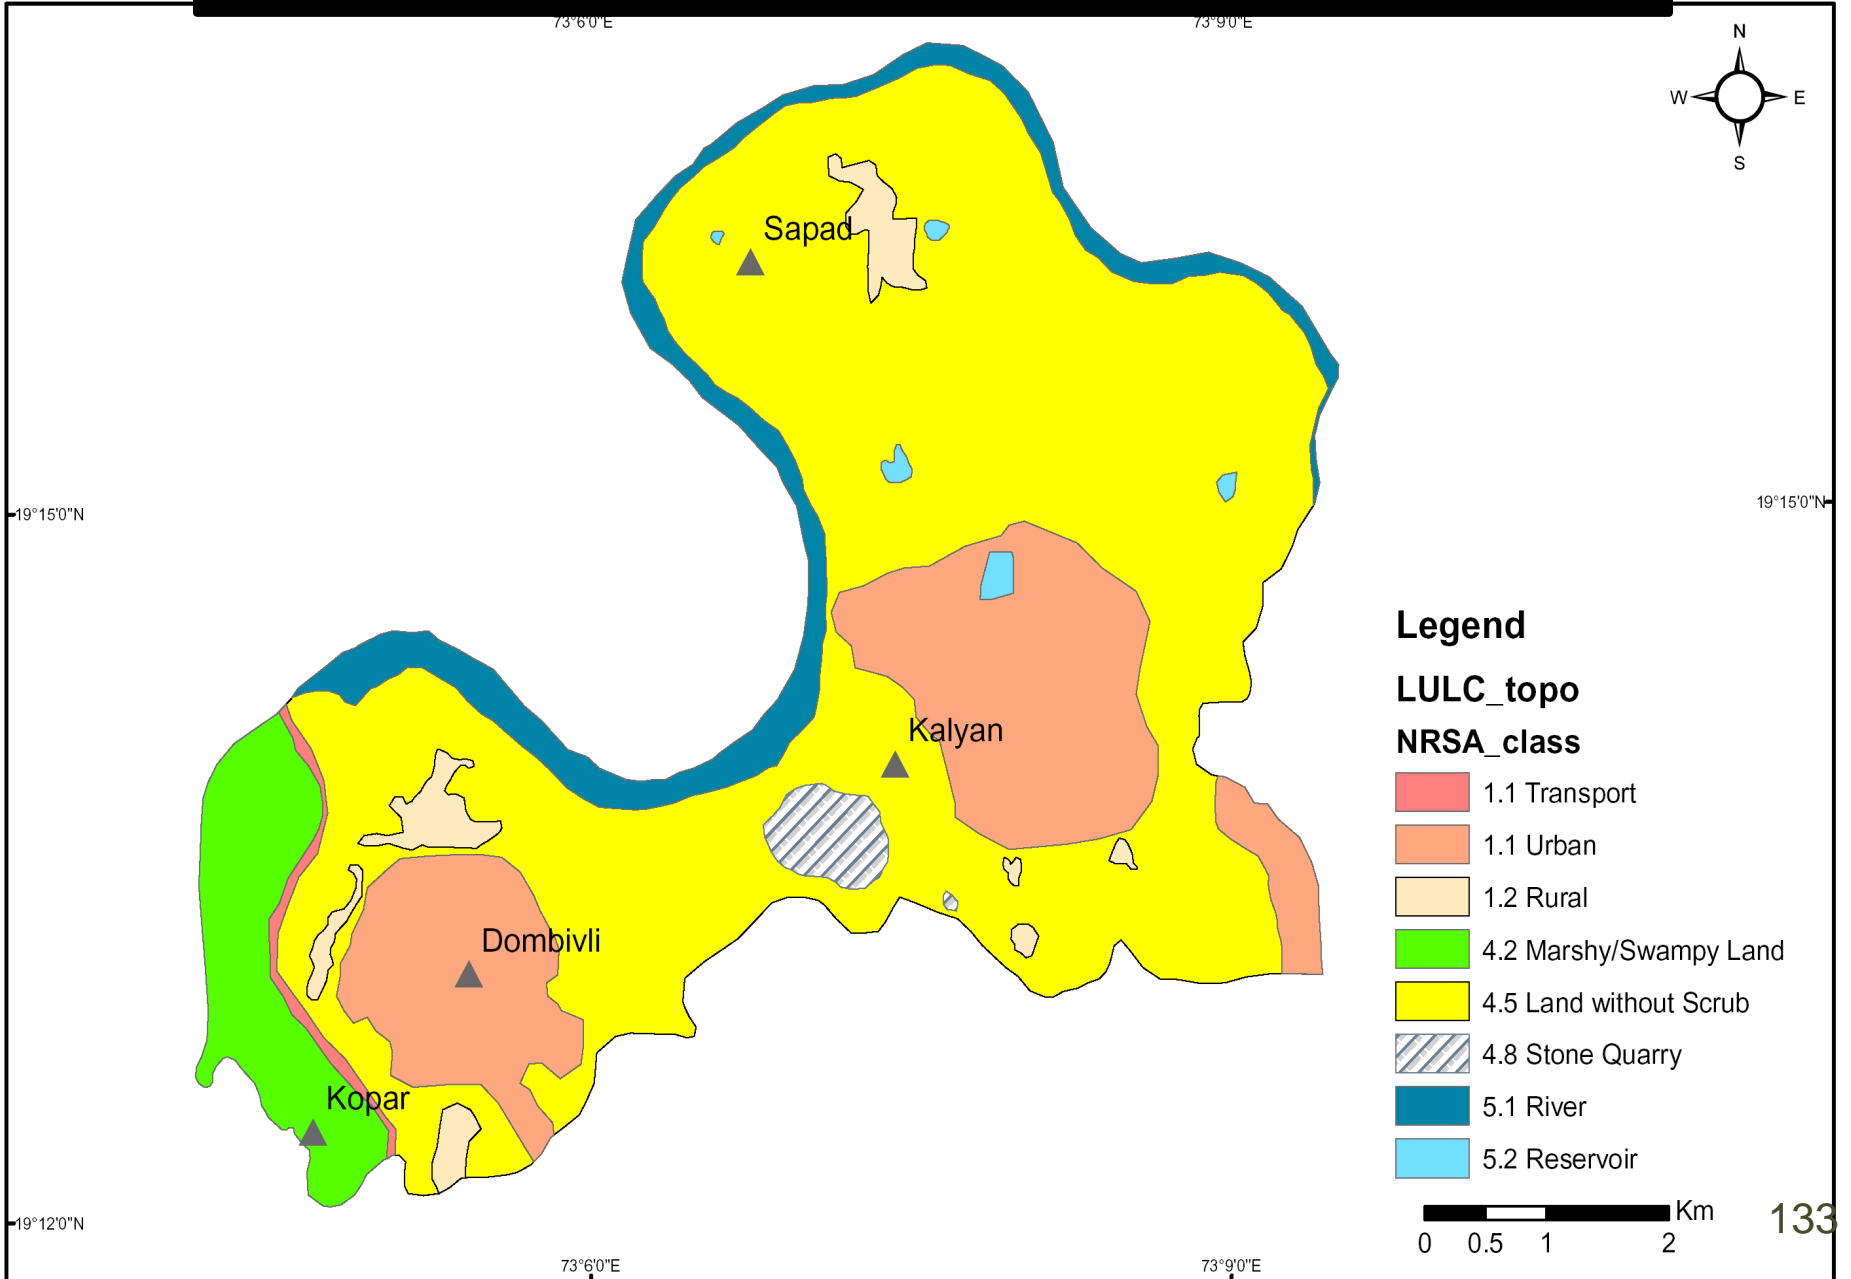 73°6'0"E
73°9'0"E
N
W
E
S
Sapad
19°15'0"N
19°15'0"N
Kalyan
Dombivli
Kopar
Legend
LULC_topo
NRSA_class
1.1 Transport
1.1 Urban
1.2 Rural
4.2 Marshy/Swampy Land
4.5 Land without Scrub
4.8 Stone Quarry
5.1 River
5.2 Reservoir
Km
0 0.5 1 2
133
19°12'0"N
73°6'0"E
73°9'0"E